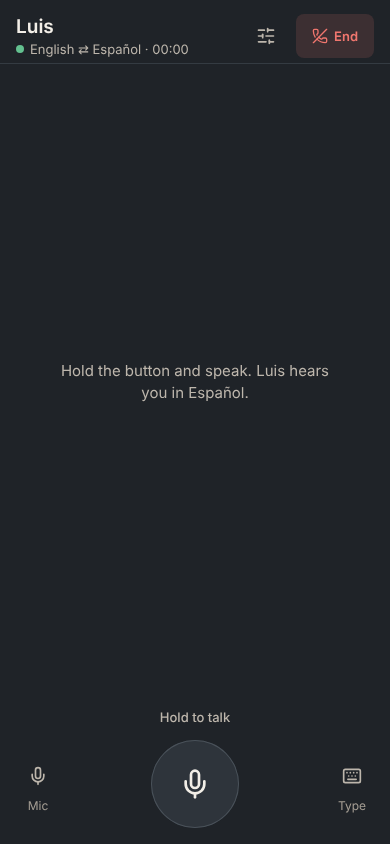 Luis
English ⇄ Español · 00:00
End
Hold the button and speak. Luis hears
you in Español.
Hold to talk
Mic
Type